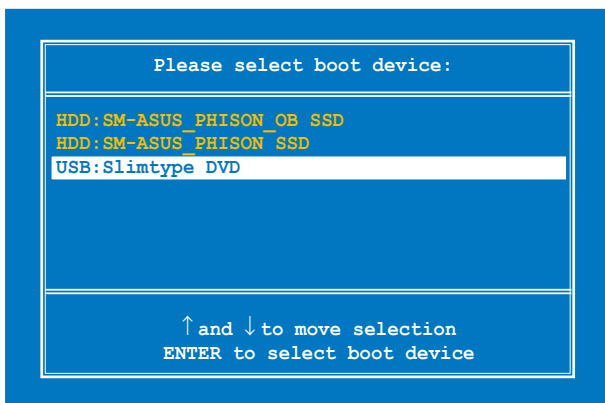 Please select boot device:
HDD:SM-ASUS_PHISON_OB SSD
HDD:SM-ASUS_PHISON SSD
USB:Slimtype DVD
↑ and ↓ to move selection
ENTER to select boot device